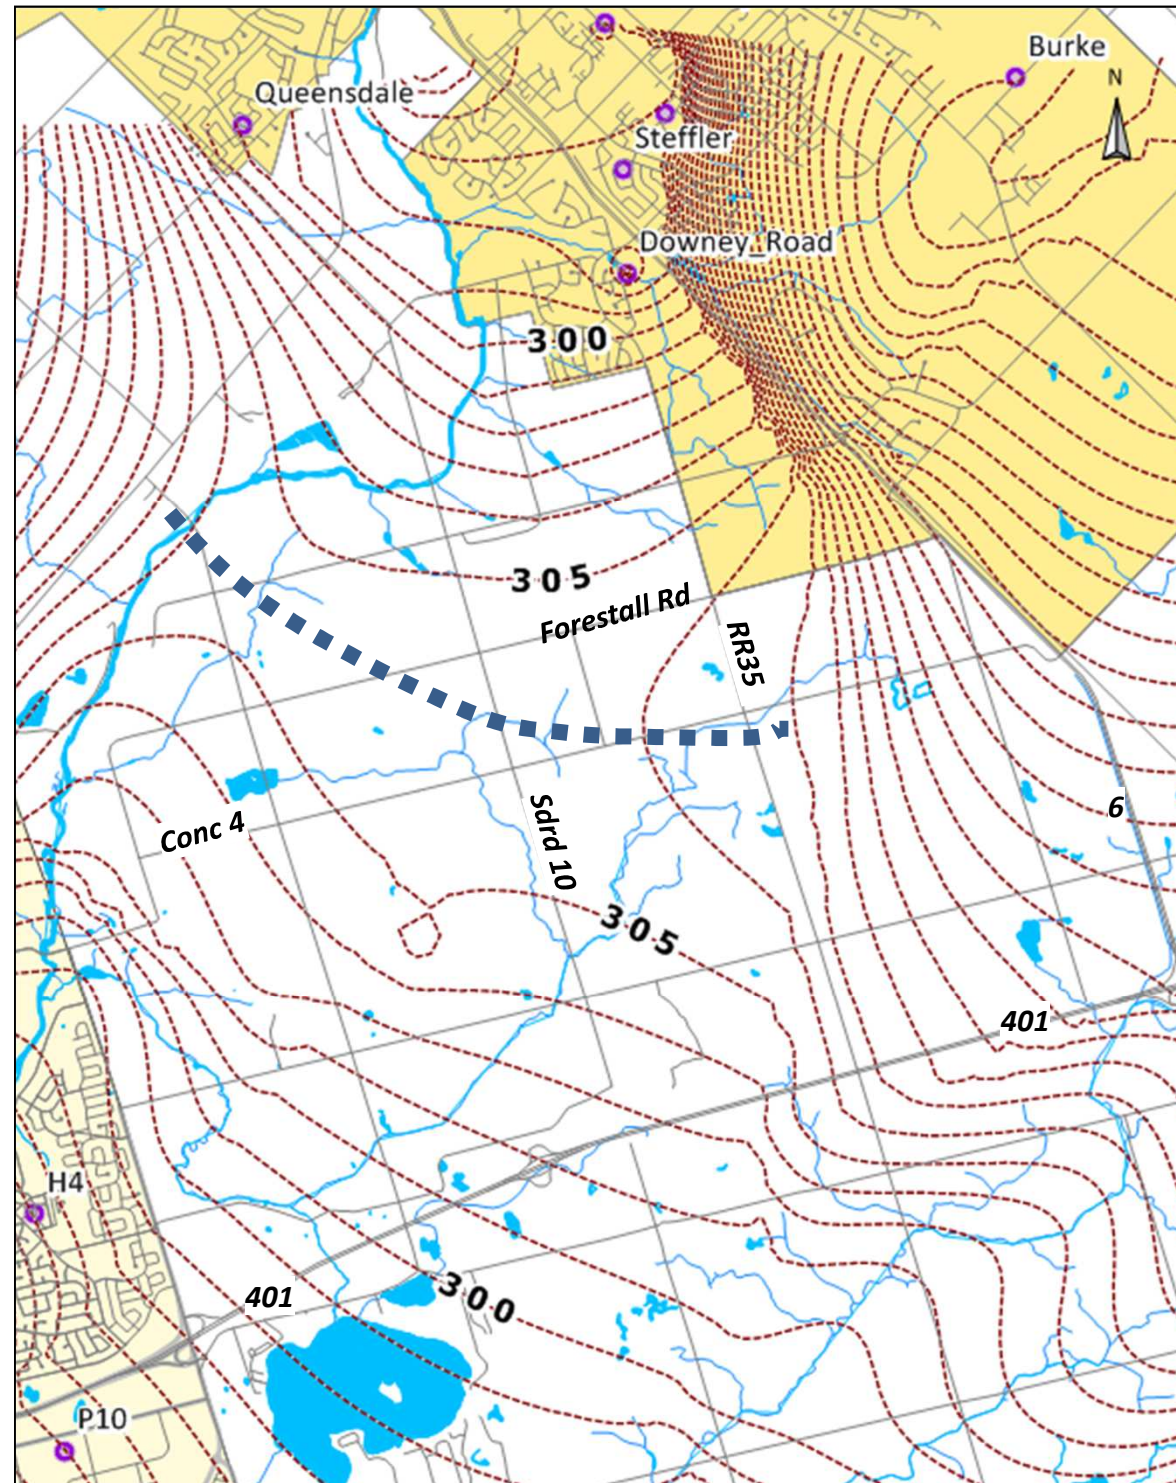 Burke
N
Queensdale
Steffler
Downey_Road
300
305
Forestall Rd
RR35
Conc 4
Sdrd 10
6
305
401
H4
401
300
P10